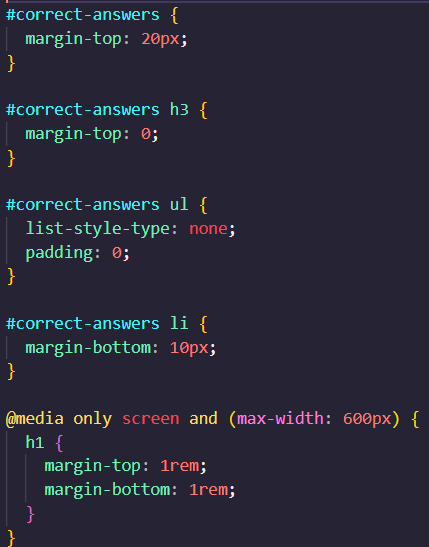 #correct-answers {
  margin-top: 20px;
}

#correct-answers h3 {
  margin-top: 0;
}

#correct-answers ul {
  list-style-type: none;
  padding: 0;
}

#correct-answers li {
  margin-bottom: 10px;
}

@media only screen and (max-width: 600px) {
  h1 {
    margin-top: 1rem;
    margin-bottom: 1rem;
  }
}